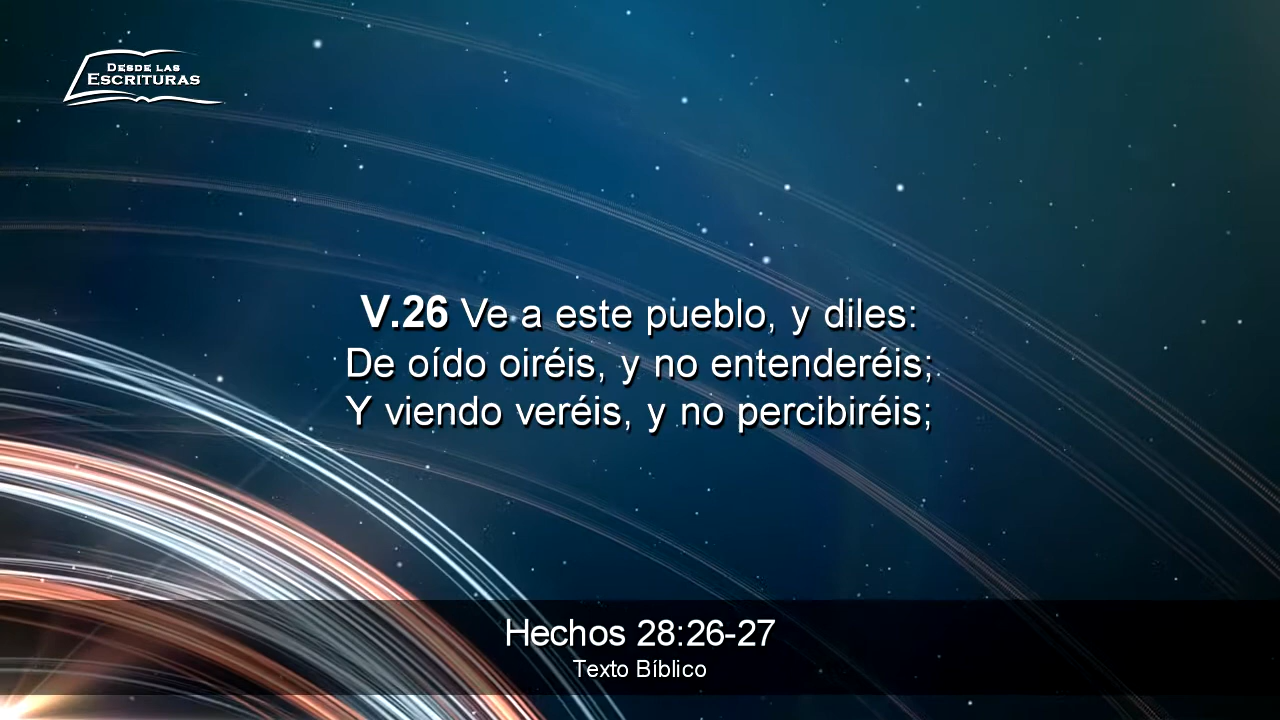 DESDE LAS
ESCRITURAS
V.26 Ve a este pueblo, y diles:
De oído oiréis, y no entenderéis;
Y viendo veréis, y no percibiréis;
Hechos 28:26-27
Texto Bíblico